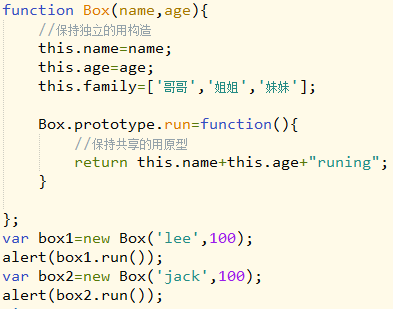 function Box(name,age){
//保持独立的用构造
this.name=name;
this.age=age;
this.family=['哥哥','姐姐','妹妹'];
Box.prototype.run=function(){
//保持共享的用原型
return this.name+this.age+"runing";
}
};
var box1=new Box('lee',100);
alert(box1.run());
var box2=new Box('jack',100);
alert(box2.run());